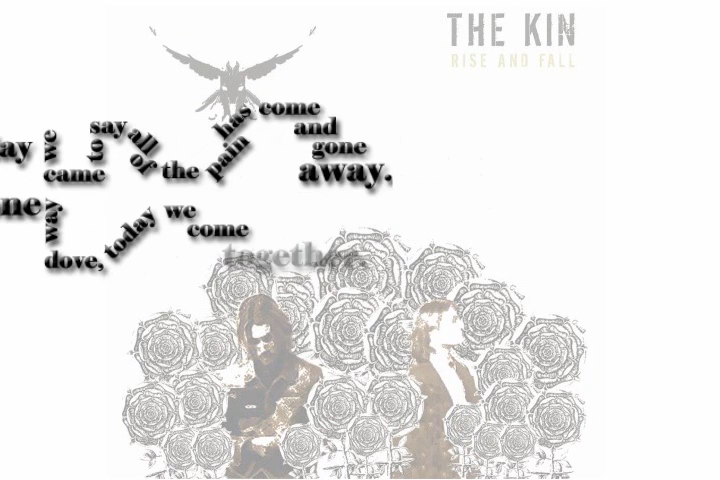 THE KIN
RISE AND FALL
ay we came to say all of the pain has come and gone away.
ne way dove, today we come together.